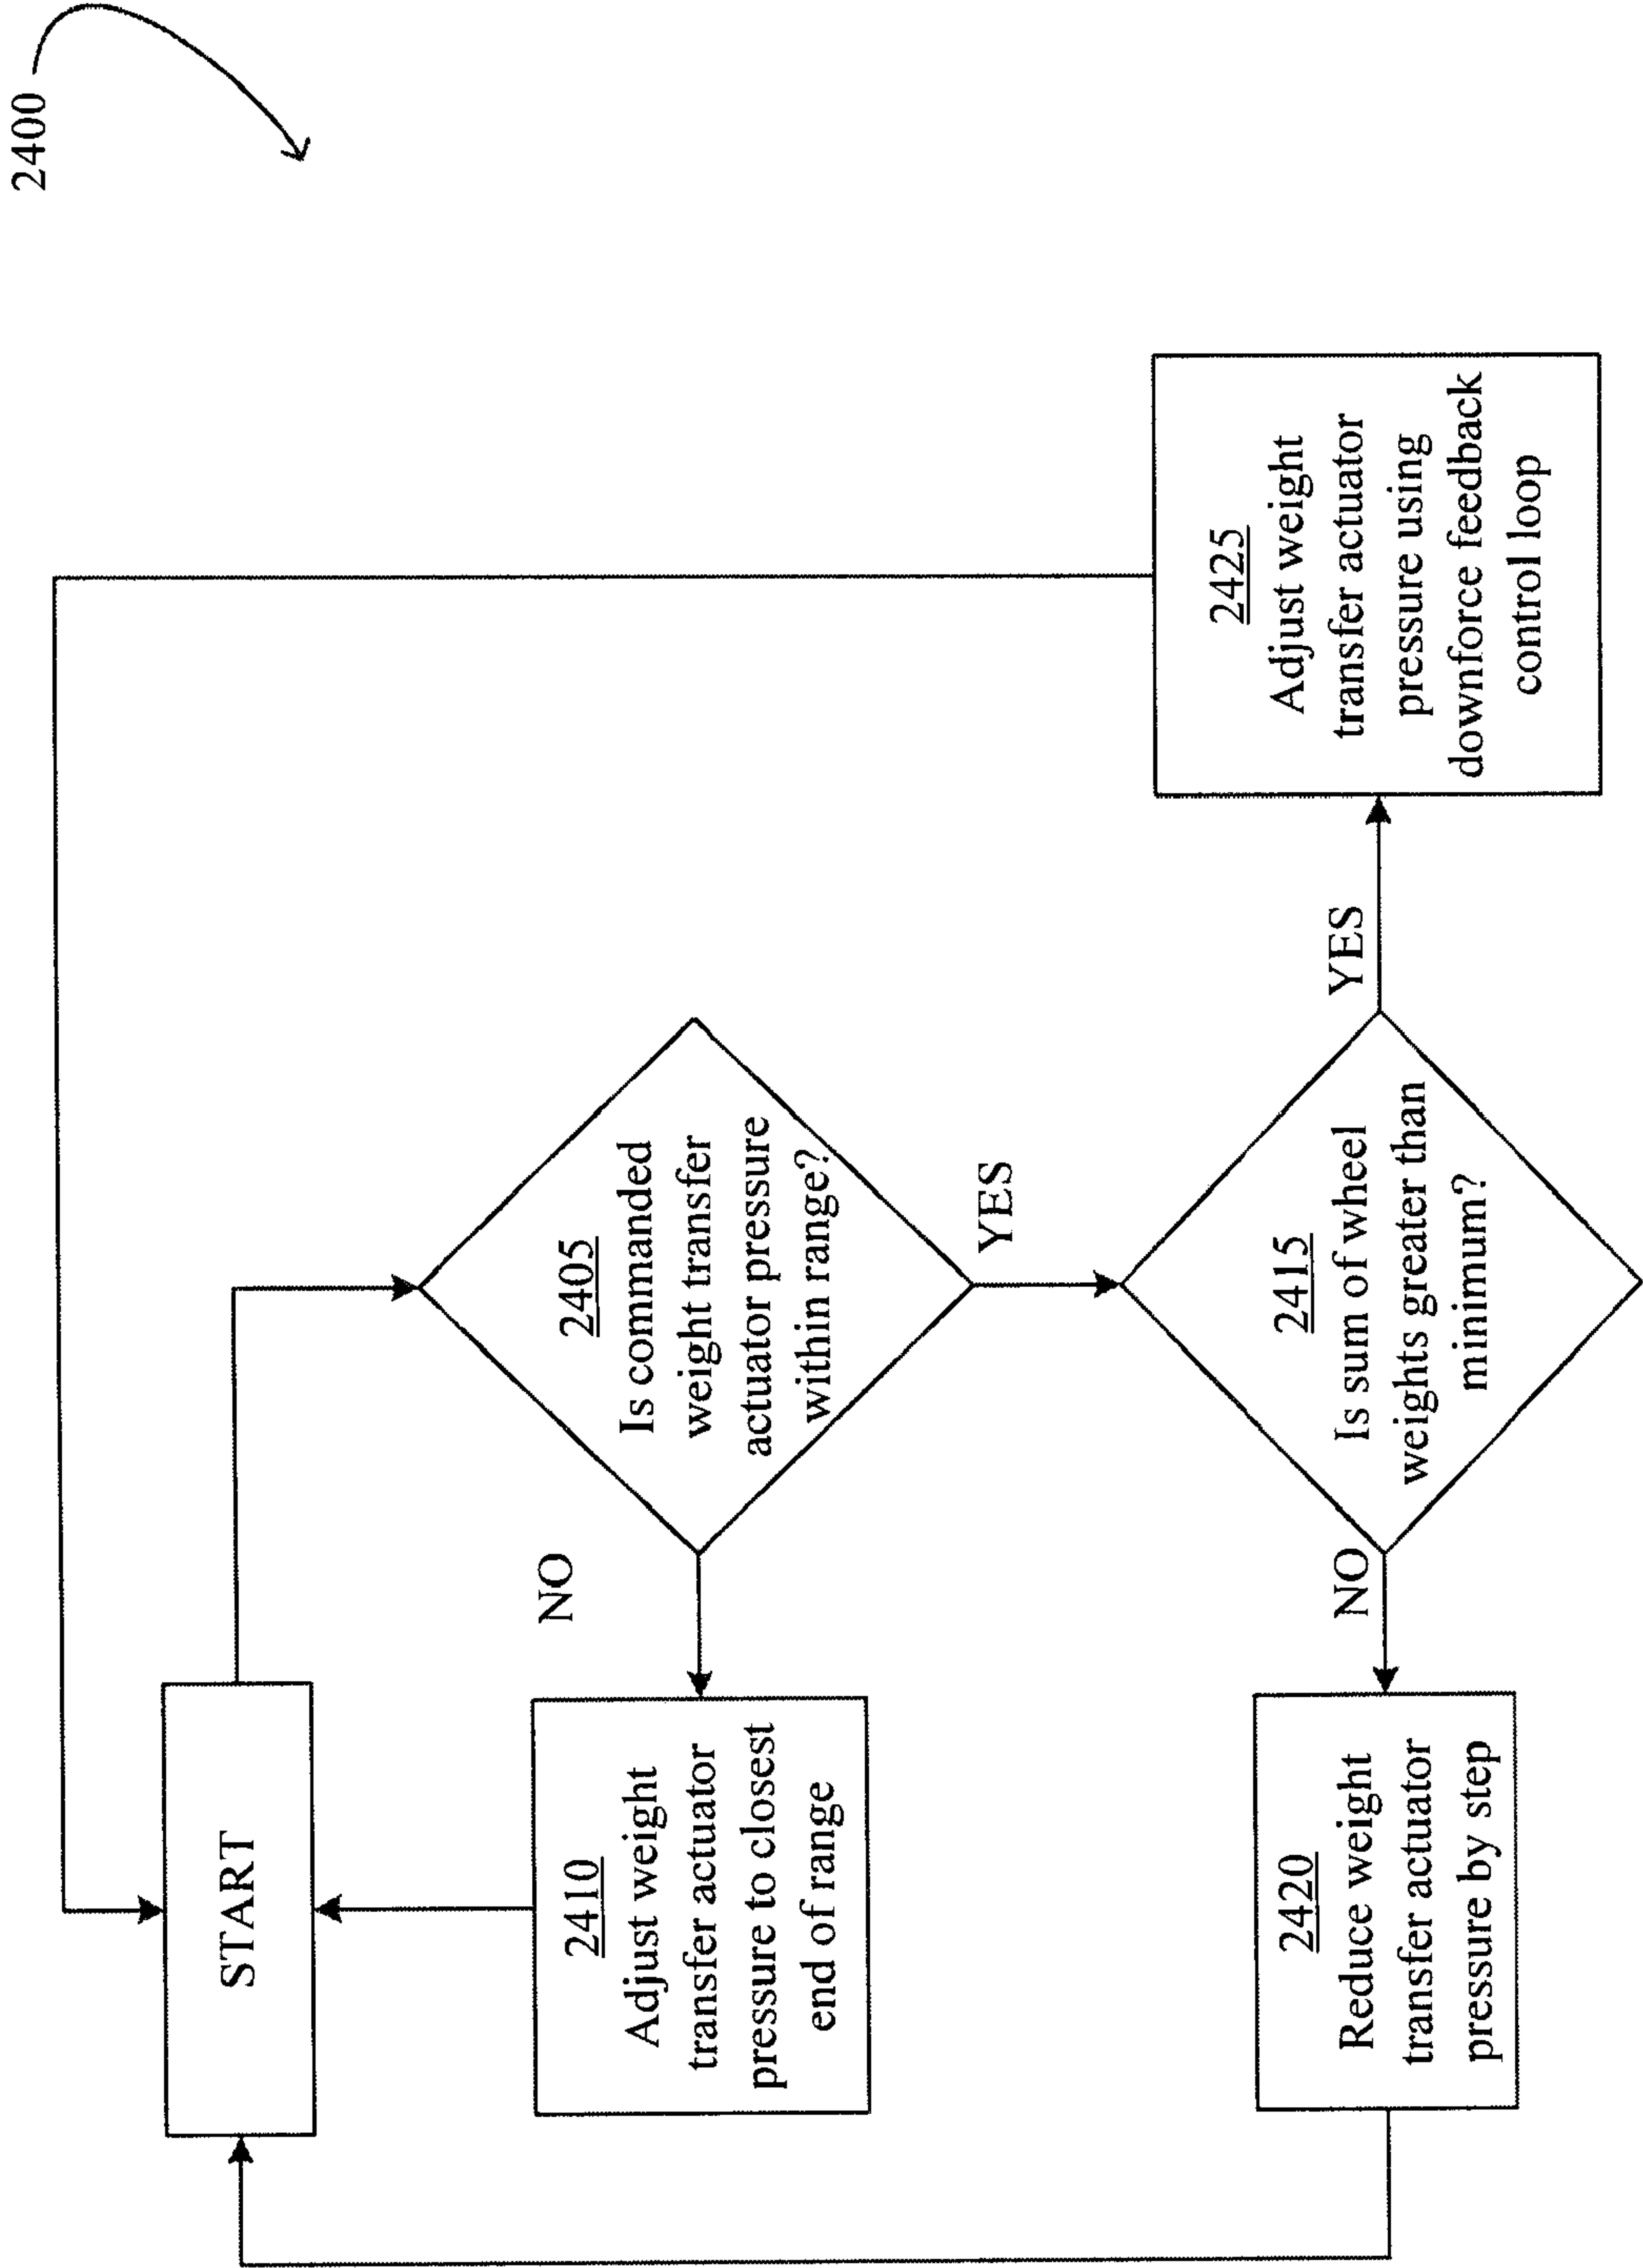 2400
START
2405
Is commanded
weight transfer
actuator pressure
within range?
NO
YES
2410
Adjust weight
transfer actuator
pressure to closest
end of range
2415
Is sum of wheel
weights greater than
minimum?
NO
YES
2420
Reduce weight
transfer actuator
pressure by step
2425
Adjust weight
transfer actuator
pressure using
downforce feedback
control loop